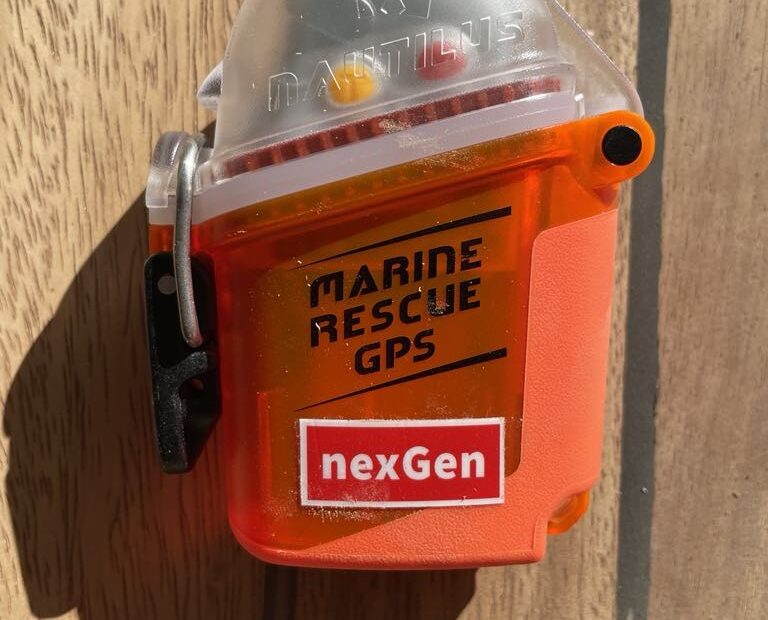 NAUTILUS
MARINE
RESCUE
GPS
nexGen